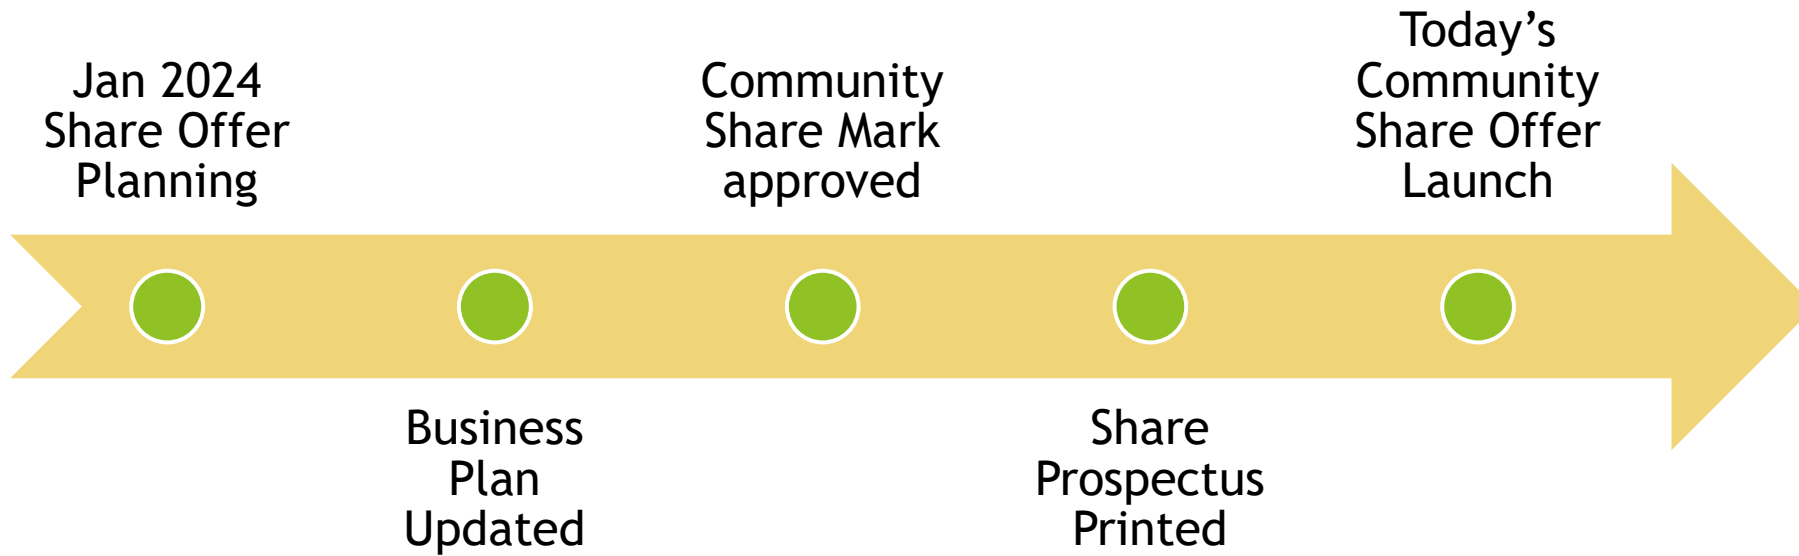 Jan 2024
Share Offer
Planning
Business
Plan
Updated
Community
Share Mark
approved
Share
Prospectus
Printed
Today’s
Community
Share Offer
Launch